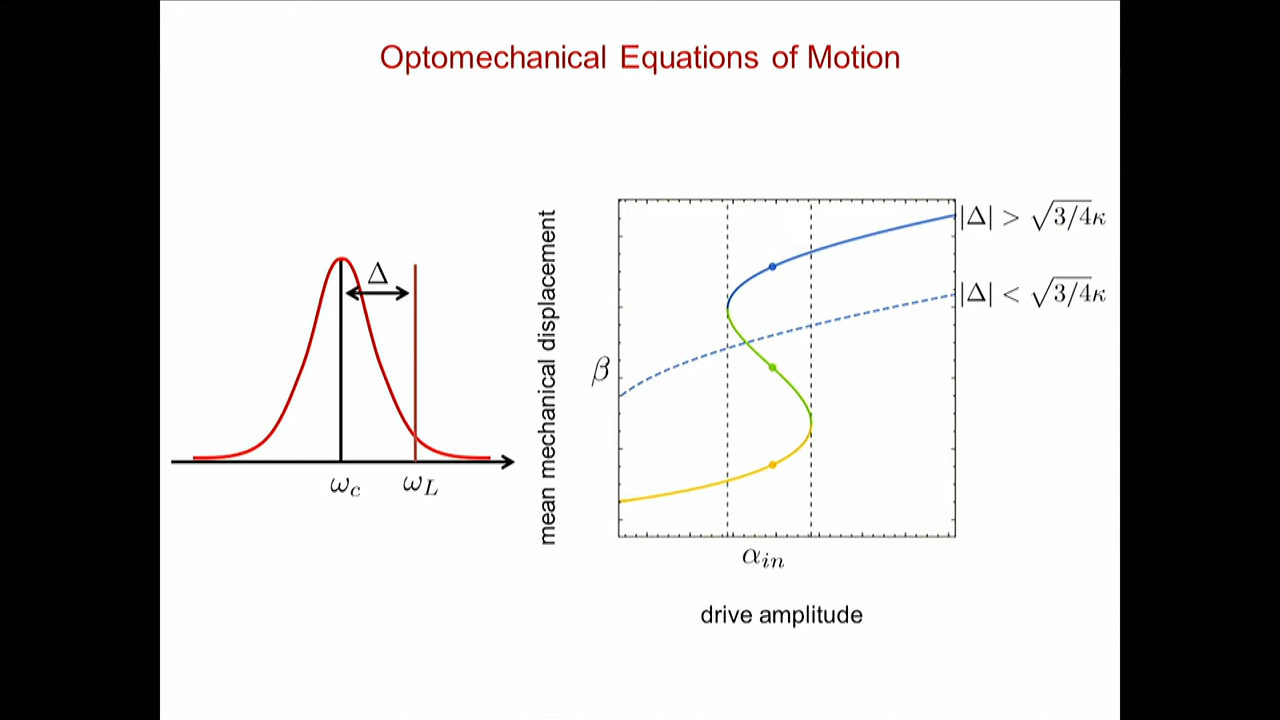 Optomechanical Equations of Motion
Δ
ω_c
ω_L
mean mechanical displacement
β
|Δ| > √3/4κ
|Δ| < √3/4κ
α_in
drive amplitude